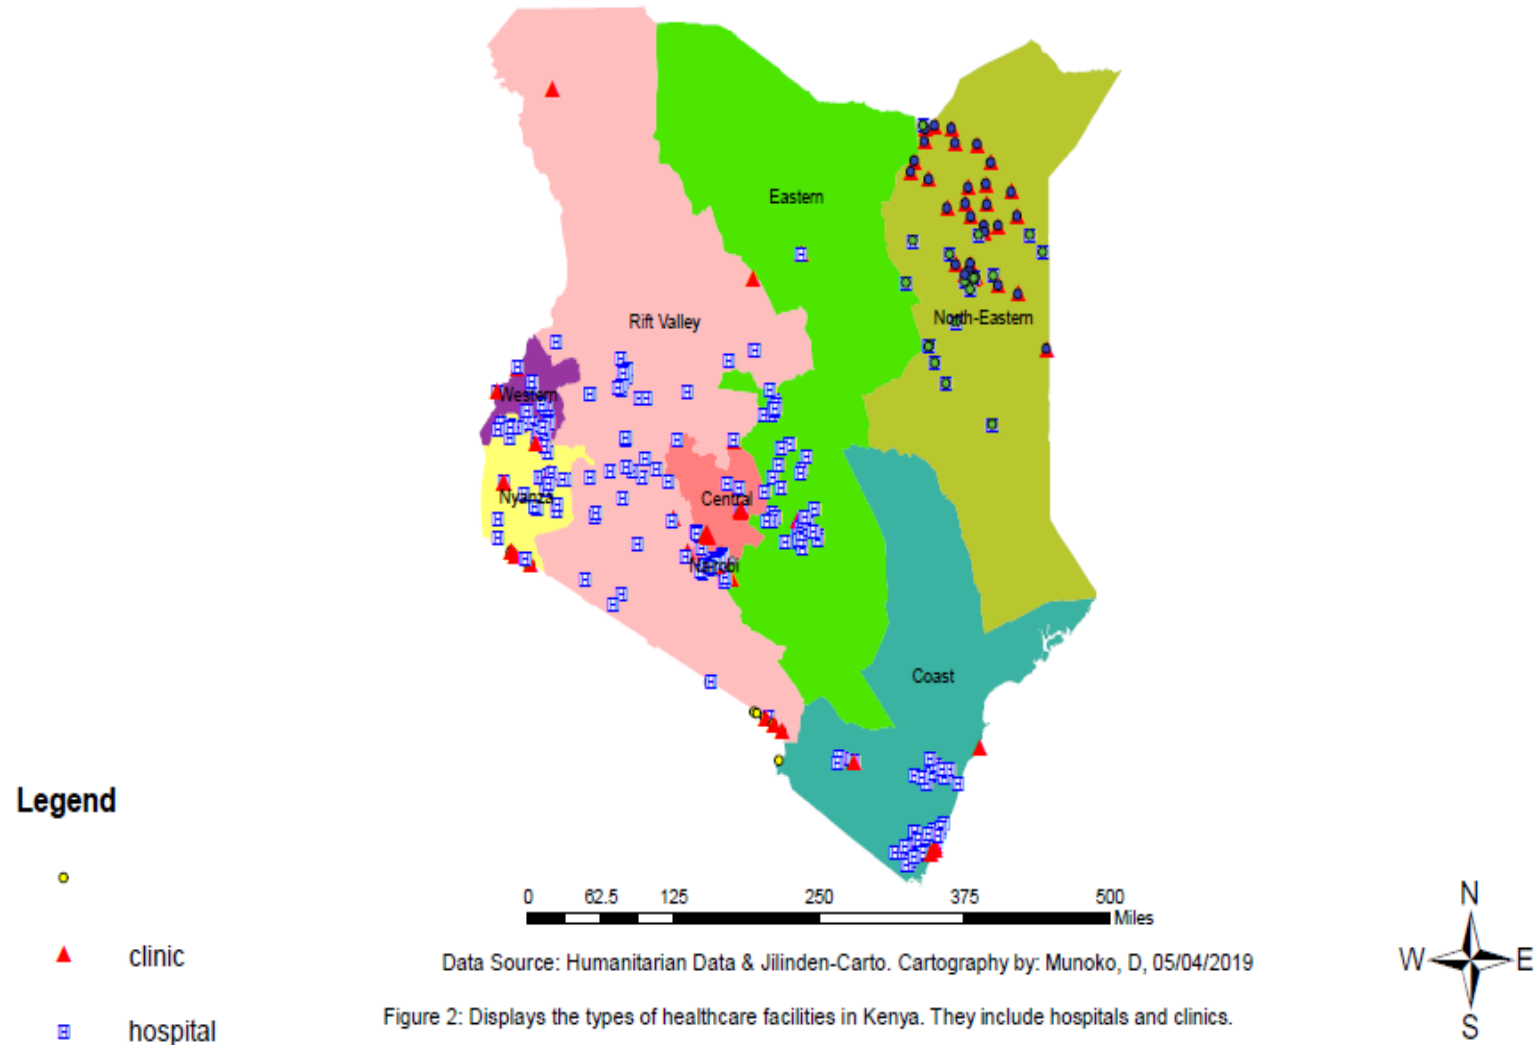 Eastern
Rift Valley
North-Eastern
Western
Nyanza
Central
Nairobi
Coast
Legend
clinic
hospital
0 62.5 125 250 375 500
Miles
Data Source: Humanitarian Data & Jilinden-Carto. Cartography by: Munoko, D, 05/04/2019
Figure 2: Displays the types of healthcare facilities in Kenya. They include hospitals and clinics.
N
W E
S